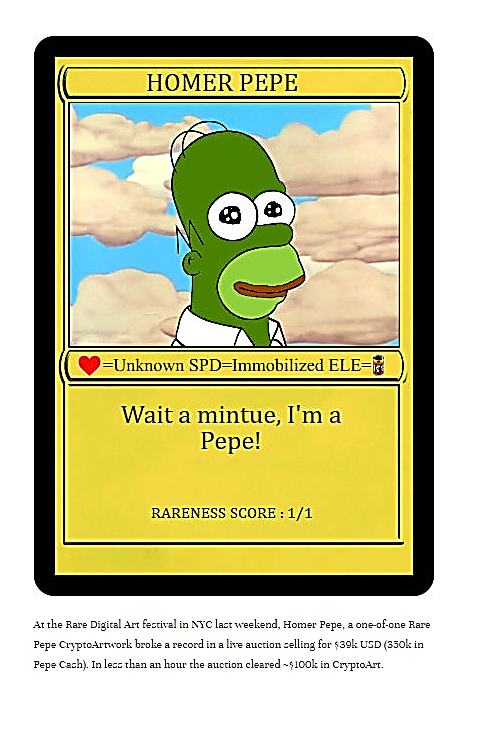 HOMER PEPE
=Unknown SPD=Immobilized ELE=
Wait a mintue, I'm a
Pepe!
RARENESS SCORE : 1/1
At the Rare Digital Art festival in NYC last weekend, Homer Pepe, a one-of-one Rare
Pepe CryptoArtwork broke a record in a live auction selling for $39k USD (350k in
Pepe Cash). In less than an hour the auction cleared ~$100k in CryptoArt.